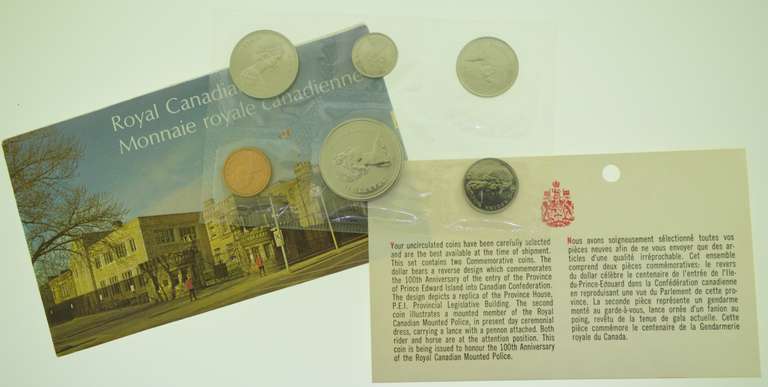 Royal Canadian
Monnaie royale canadienne
Your uncirculated coins have been carefully selected
and are the best available at the time of shipment.
This set contains two Commemorative coins. The
dollar bears a reverse design which commemorates
the 100th Anniversary of the entry of the Province
of Prince Edward Island into Canadian Confederation.
The design depicts a replica of the Province House,
P.E.I. Provincial Legislative Building. The second
coin illustrates a mounted member of the Royal
Canadian Mounted Police, in present day ceremonial
dress, carrying a lance with a pennon attached. Both
rider and horse are at the attention position. This
coin is being issued to honour the 100th Anniversary
of the Royal Canadian Mounted Police.
Nous avons soigneusement sélectionné toutes vos
pièces neuves afin de ne vous envoyer que des ar-
ticles d'une qualité irréprochable. Cet ensemble
comprend deux pièces commémoratives: le revers
du dollar célèbre le centenaire de l'entrée de l'Ile-
du-Prince-Edouard dans la Confédération canadienne
en reproduisant une vue du Parlement de cette pro-
vince. La seconde pièce représente un gendarme
monté au garde-à-vous, lance ornée d'un fanion au
poing, revêtu de la tenue de gala actuelle. Cette
pièce commémore le centenaire de la Gendarmerie
royale du Canada.